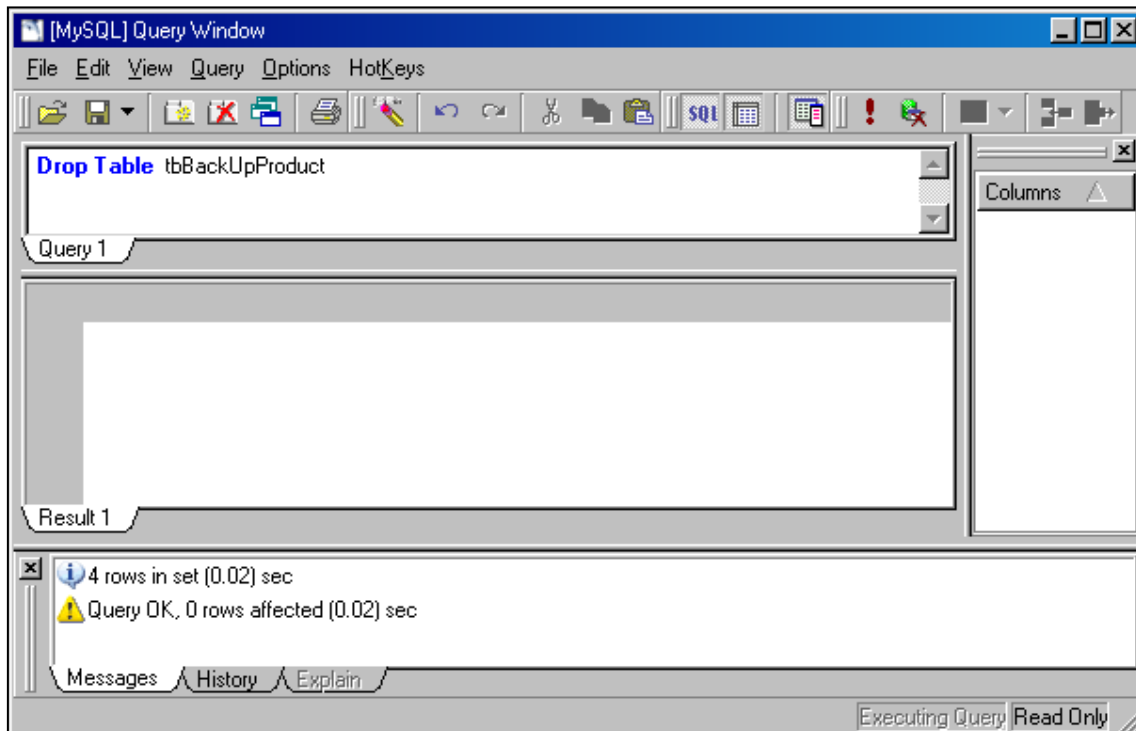 [MySQL] Query Window
File Edit View Query Options HotKeys
SQL
Drop Table tbBackUpProduct
Columns
Query 1
Result 1
4 rows in set (0.02) sec
Query OK, 0 rows affected (0.02) sec
Messages History Explain
Executing Query Read Only